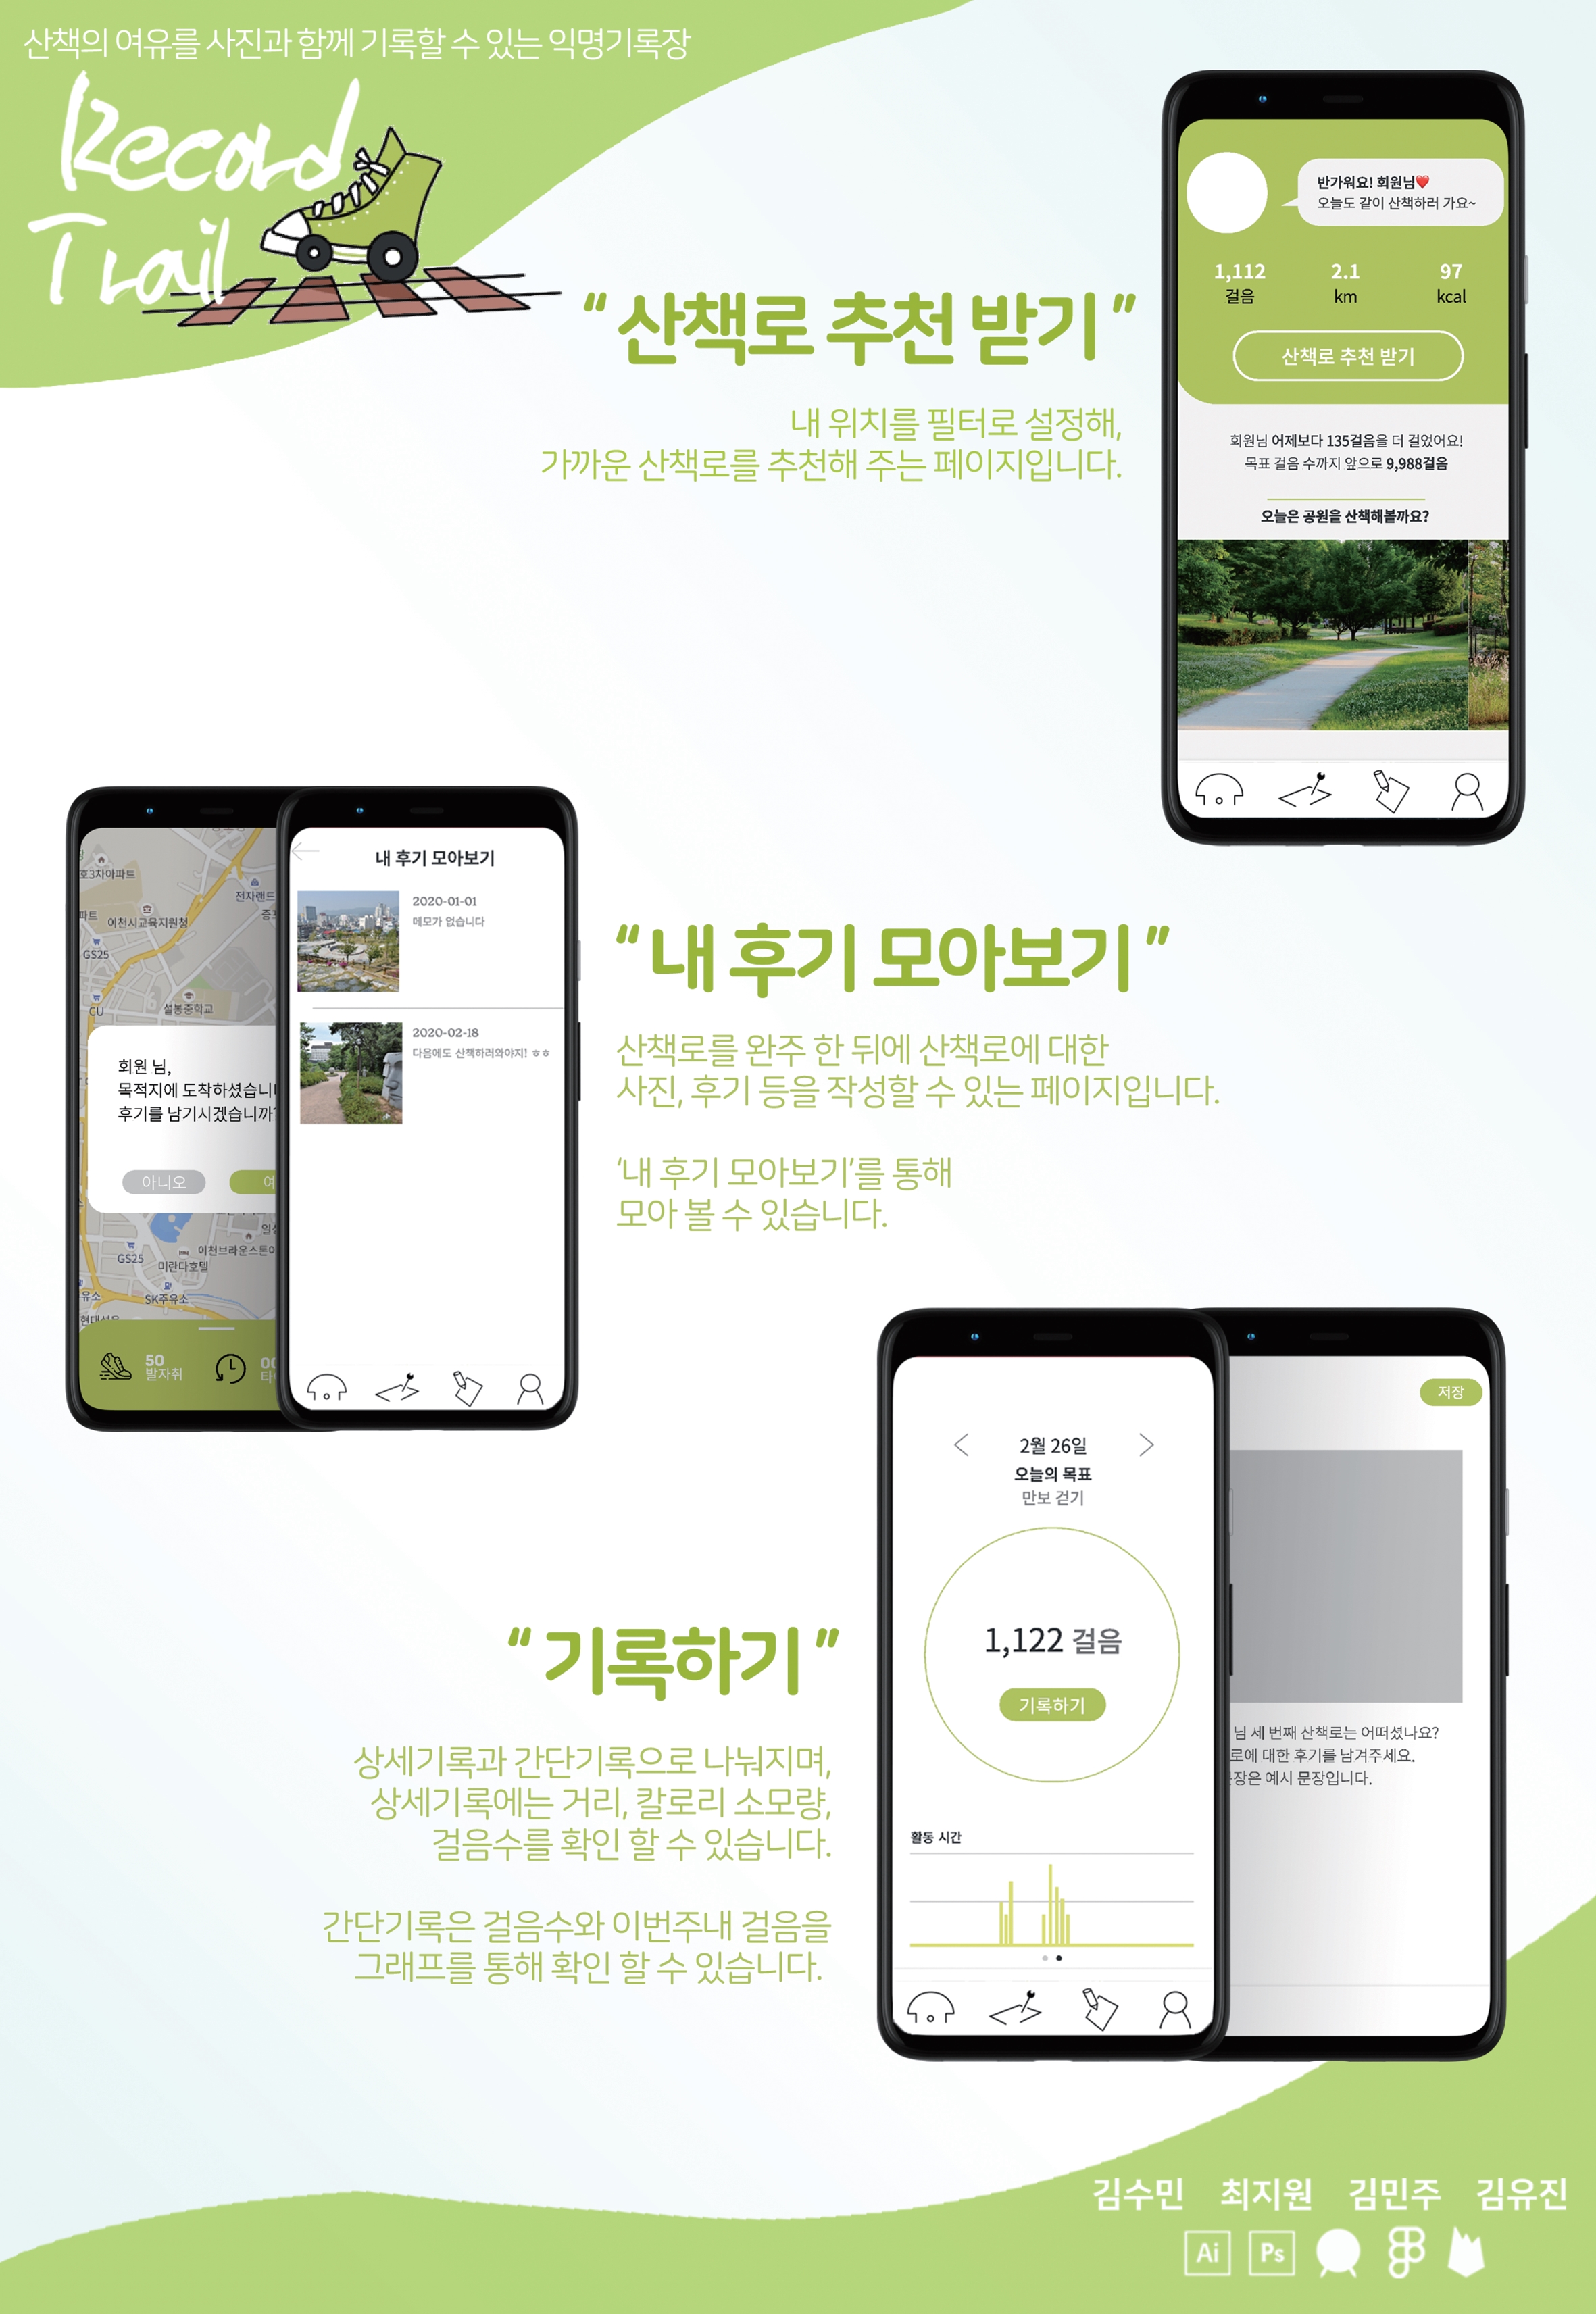 산책의 여유를 사진과 함께 기록할 수 있는 익명기록장
Record
Trail
반가워요! 회원님❤️
오늘도 같이 산책하러 가요~
1,112 2.1 97
걸음 km kcal
산책로 추천 받기
회원님 어제보다 135걸음을 더 걸었어요!
목표 걸음 수까지 앞으로 9,988걸음
오늘은 공원을 산책해볼까요?
" 산책로 추천 받기 "
내 위치를 필터로 설정해,
가까운 산책로를 추천해 주는 페이지입니다.
호3차아파트
전자랜드
파트
이천시교육지원청
증포
GS25
CU
설봉중학교
회원 님,
목적지에 도착하셨습니
후기를 남기시겠습니까?
아니오
예
GS25
이천브라운스톤
미란다호텔
유소
SK주유소
50
발자취
00
내 후기 모아보기
2020-01-01
메모가 없습니다
2020-02-18
다음에도 산책하러와야지! ㅎㅎ
" 내 후기 모아보기 "
산책로를 완주 한 뒤에 산책로에 대한
사진, 후기 등을 작성할 수 있는 페이지입니다.
'내 후기 모아보기'를 통해
모아 볼 수 있습니다.
" 기록하기 "
상세기록과 간단기록으로 나눠지며,
상세기록에는 거리, 칼로리 소모량,
걸음수를 확인 할 수 있습니다.
간단기록은 걸음수와 이번주내 걸음을
그래프를 통해 확인 할 수 있습니다.
2월 26일
오늘의 목표
만보 걷기
1,122 걸음
기록하기
활동 시간
저장
님 세 번째 산책로는 어떠셨나요?
로에 대한 후기를 남겨주세요.
문장은 예시 문장입니다.
김수민 최지원 김민주 김유진
Ai Ps